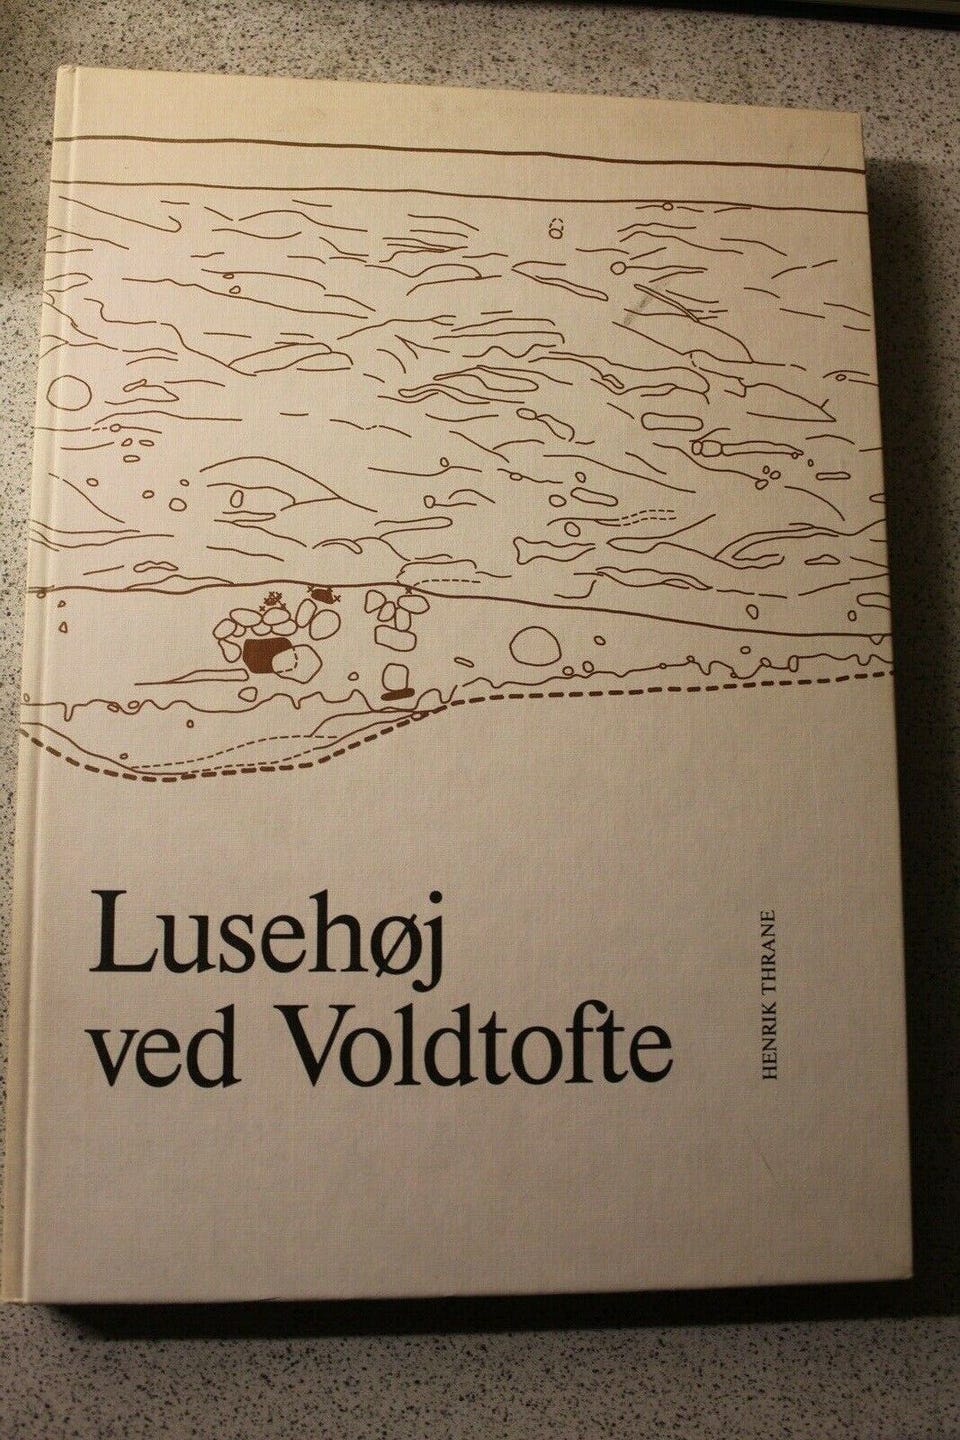 Lusehøj
ved Voldtofte
HENRIK THRANE